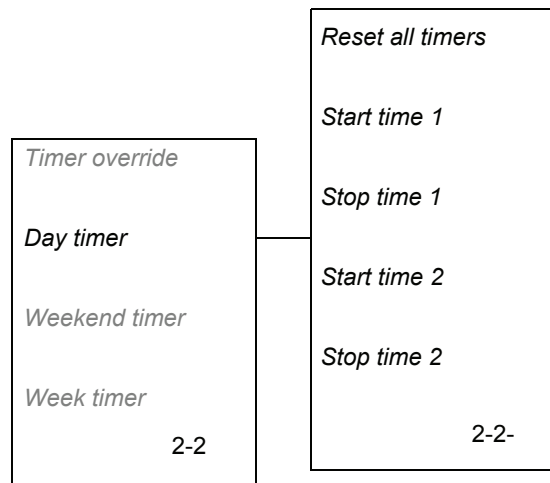 Timer override
Day timer
Weekend timer
Week timer
2-2
Reset all timers
Start time 1
Stop time 1
Start time 2
Stop time 2
2-2-